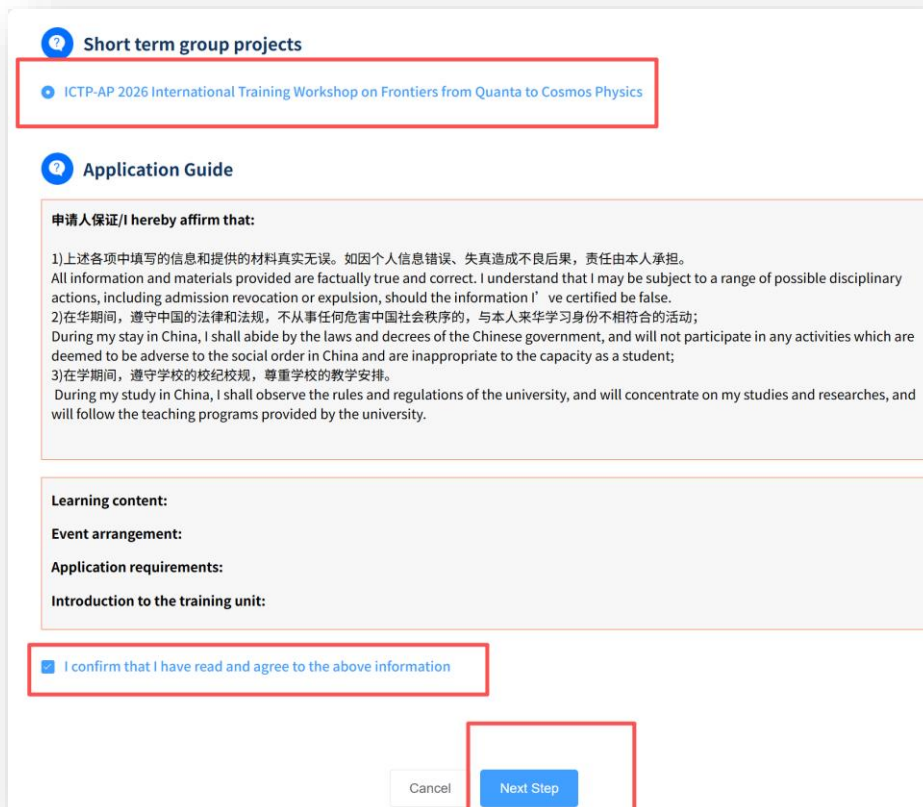 Short term group projects
ICTP-AP 2026 International Training Workshop on Frontiers from Quanta to Cosmos Physics
Application Guide
申请人保证/I hereby affirm that:
1)上述各项中填写的信息和提供的材料真实无误。如因个人信息错误、失真造成不良后果，责任由本人承担。
All information and materials provided are factually true and correct. I understand that I may be subject to a range of possible disciplinary
actions, including admission revocation or expulsion, should the information I’ve certified be false.
2)在华期间，遵守中国的法律和法规，不从事任何危害中国社会秩序的，与本人来华学习身份不相符合的活动；
During my stay in China, I shall abide by the laws and decrees of the Chinese government, and will not participate in any activities which are
deemed to be adverse to the social order in China and are inappropriate to the capacity as a student;
3)在学期间，遵守学校的校纪校规，尊重学校的教学安排。
During my study in China, I shall observe the rules and regulations of the university, and will concentrate on my studies and researches, and
will follow the teaching programs provided by the university.
Learning content:
Event arrangement:
Application requirements:
Introduction to the training unit:
I confirm that I have read and agree to the above information
Cancel
Next Step